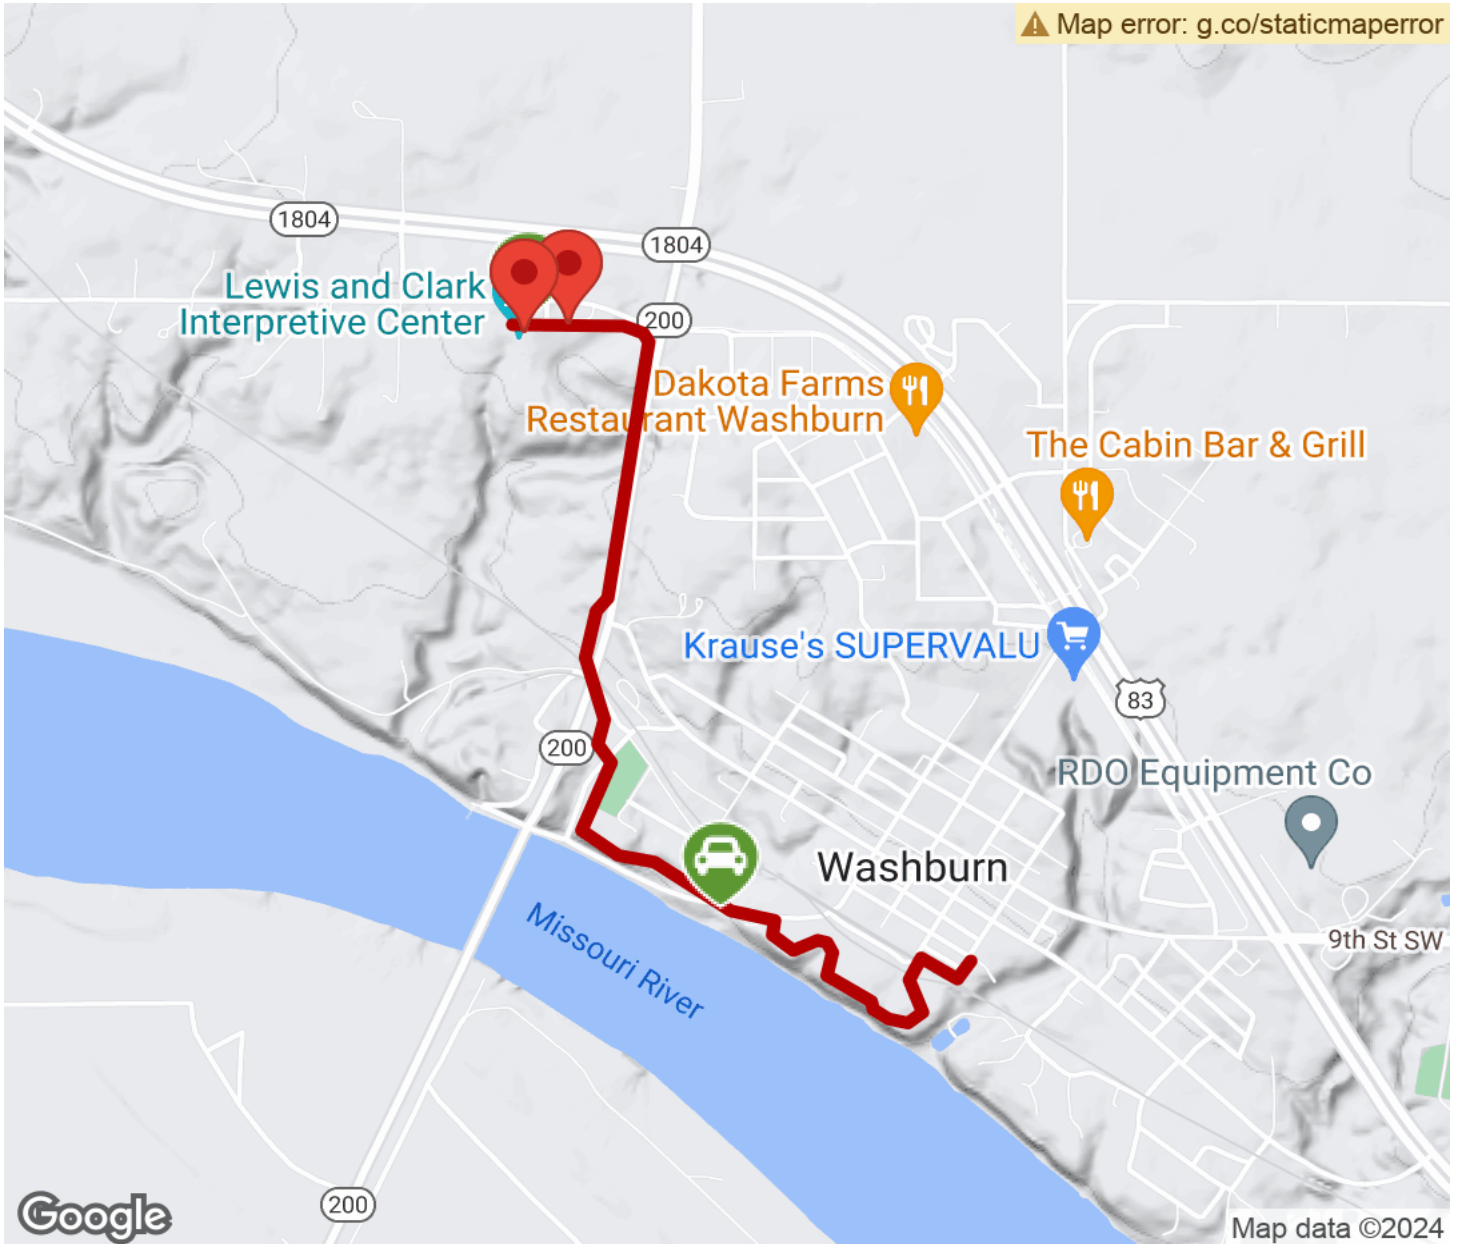 Map error: g.co/staticmaperror
1804
1804
Lewis and Clark
Interpretive Center
200
Dakota Farms
Restaurant Washburn
The Cabin Bar & Grill
Krause's SUPERVALU
83
200
RDO Equipment Co
Washburn
9th St SW
Missouri River
200
Google
Map data ©2024